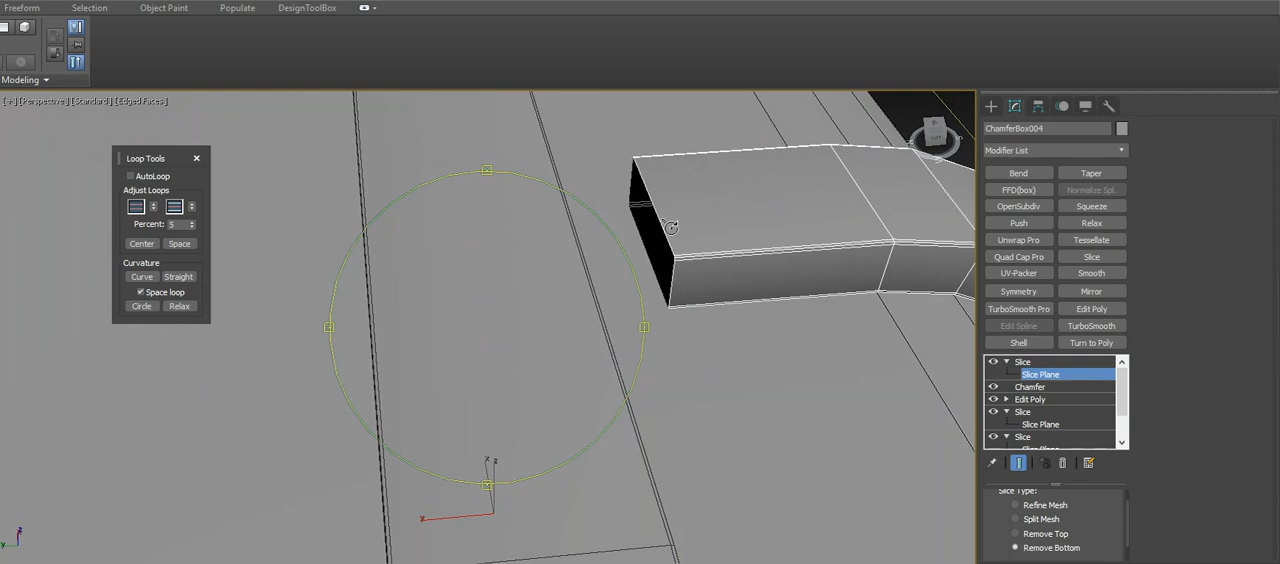 Freeform Selection Object Paint Populate DesignToolBox
Modeling
[+] [Perspective] [Standard] [Edged Faces]
Loop Tools
AutoLoop
Adjust Loops
Percent: 5
Center Space
Curvature
Curve Straight
Space loop
Circle Relax
x z
y
z
y
ChamferBox004
Modifier List
Bend Taper
FFD(box) Normalize Spl.
OpenSubdiv Squeeze
Push Relax
Unwrap Pro Tessellate
Quad Cap Pro Slice
UV-Packer Smooth
Symmetry Mirror
TurboSmooth Pro Edit Poly
Edit Spline TurboSmooth
Shell Turn to Poly
Slice
Slice Plane
Chamfer
Edit Poly
Slice
Slice Plane
Slice
Slice Plane
Slice Type:
Refine Mesh
Split Mesh
Remove Top
Remove Bottom